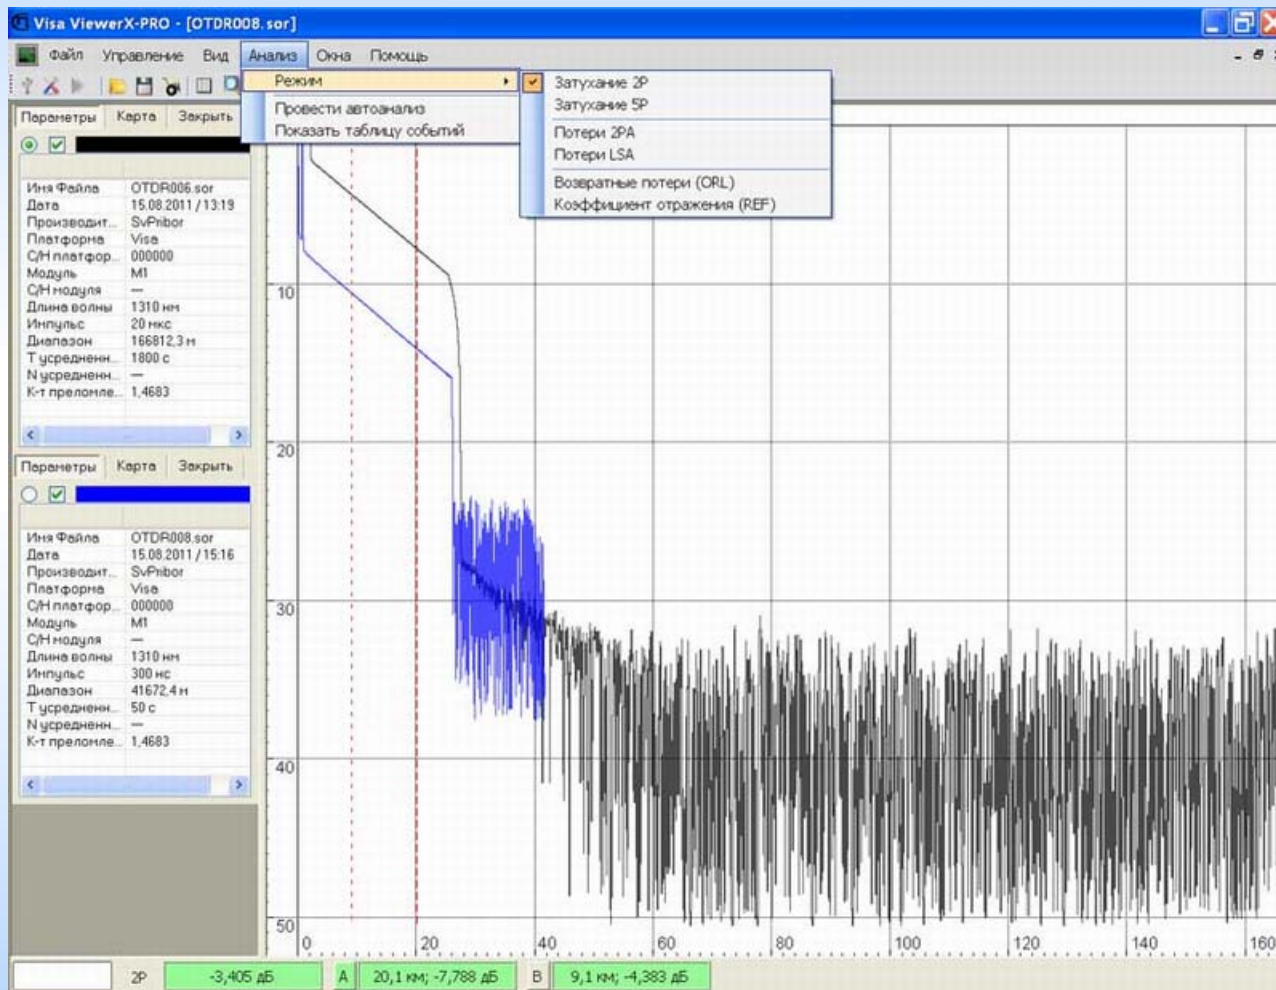 Visa ViewerX-PRO - [OTDR008.sor]
Файл Управление Вид Анализ Окна Помощь
Режим
Провести автоанализ
Показать таблицу событий
Затухание 2P
Затухание 5P
Потери 2PA
Потери LSA
Возвратные потери (ORL)
Коэффициент отражения (REF)
Параметры Карта Закрыть
Имя Файла OTDR006.sor
Дата 15.08.2011 / 13:19
Производит... SvPribor
Платформа Visa
С/Н платфор... 000000
Модуль M1
С/Н модуля —
Длина волны 1310 нм
Импульс 20 мкс
Диапазон 166812,3 м
Т усреднен... 1800 с
N усреднен... —
К-т преломле... 1,4683
Параметры Карта Закрыть
Имя Файла OTDR008.sor
Дата 15.08.2011 / 15:16
Производит... SvPribor
Платформа Visa
С/Н платфор... 000000
Модуль M1
С/Н модуля —
Длина волны 1310 нм
Импульс 300 нс
Диапазон 41672,4 м
Т усреднен... 50 с
N усреднен... —
К-т преломле... 1,4683
10
20
30
40
50
0 20 40 60 80 100 120 140 160
2P -3,405 дБ A 20,1 км; -7,788 дБ B 9,1 км; -4,383 дБ